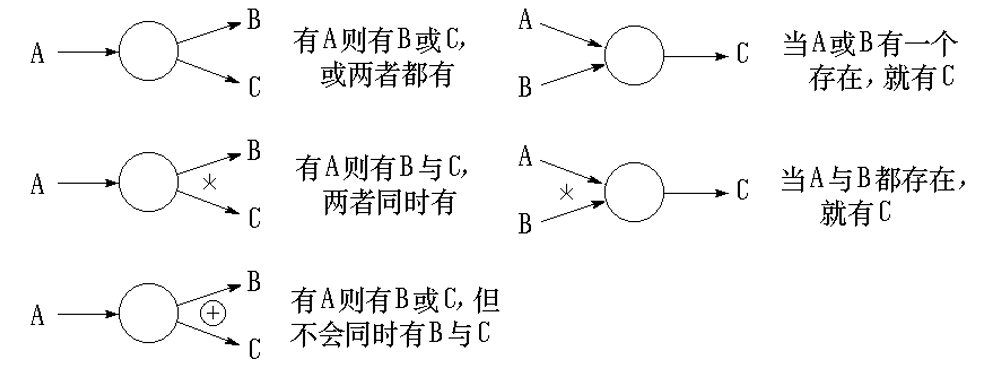 A
B
C
有A则有B或C,
或两者都有
A
B
C
当A或B有一个
存在,就有C
A
B
*
C
有A则有B与C,
两者同时有
A
*
B
C
当A与B都存在,
就有C
A
B
+
C
有A则有B或C,但
不会同时有B与C